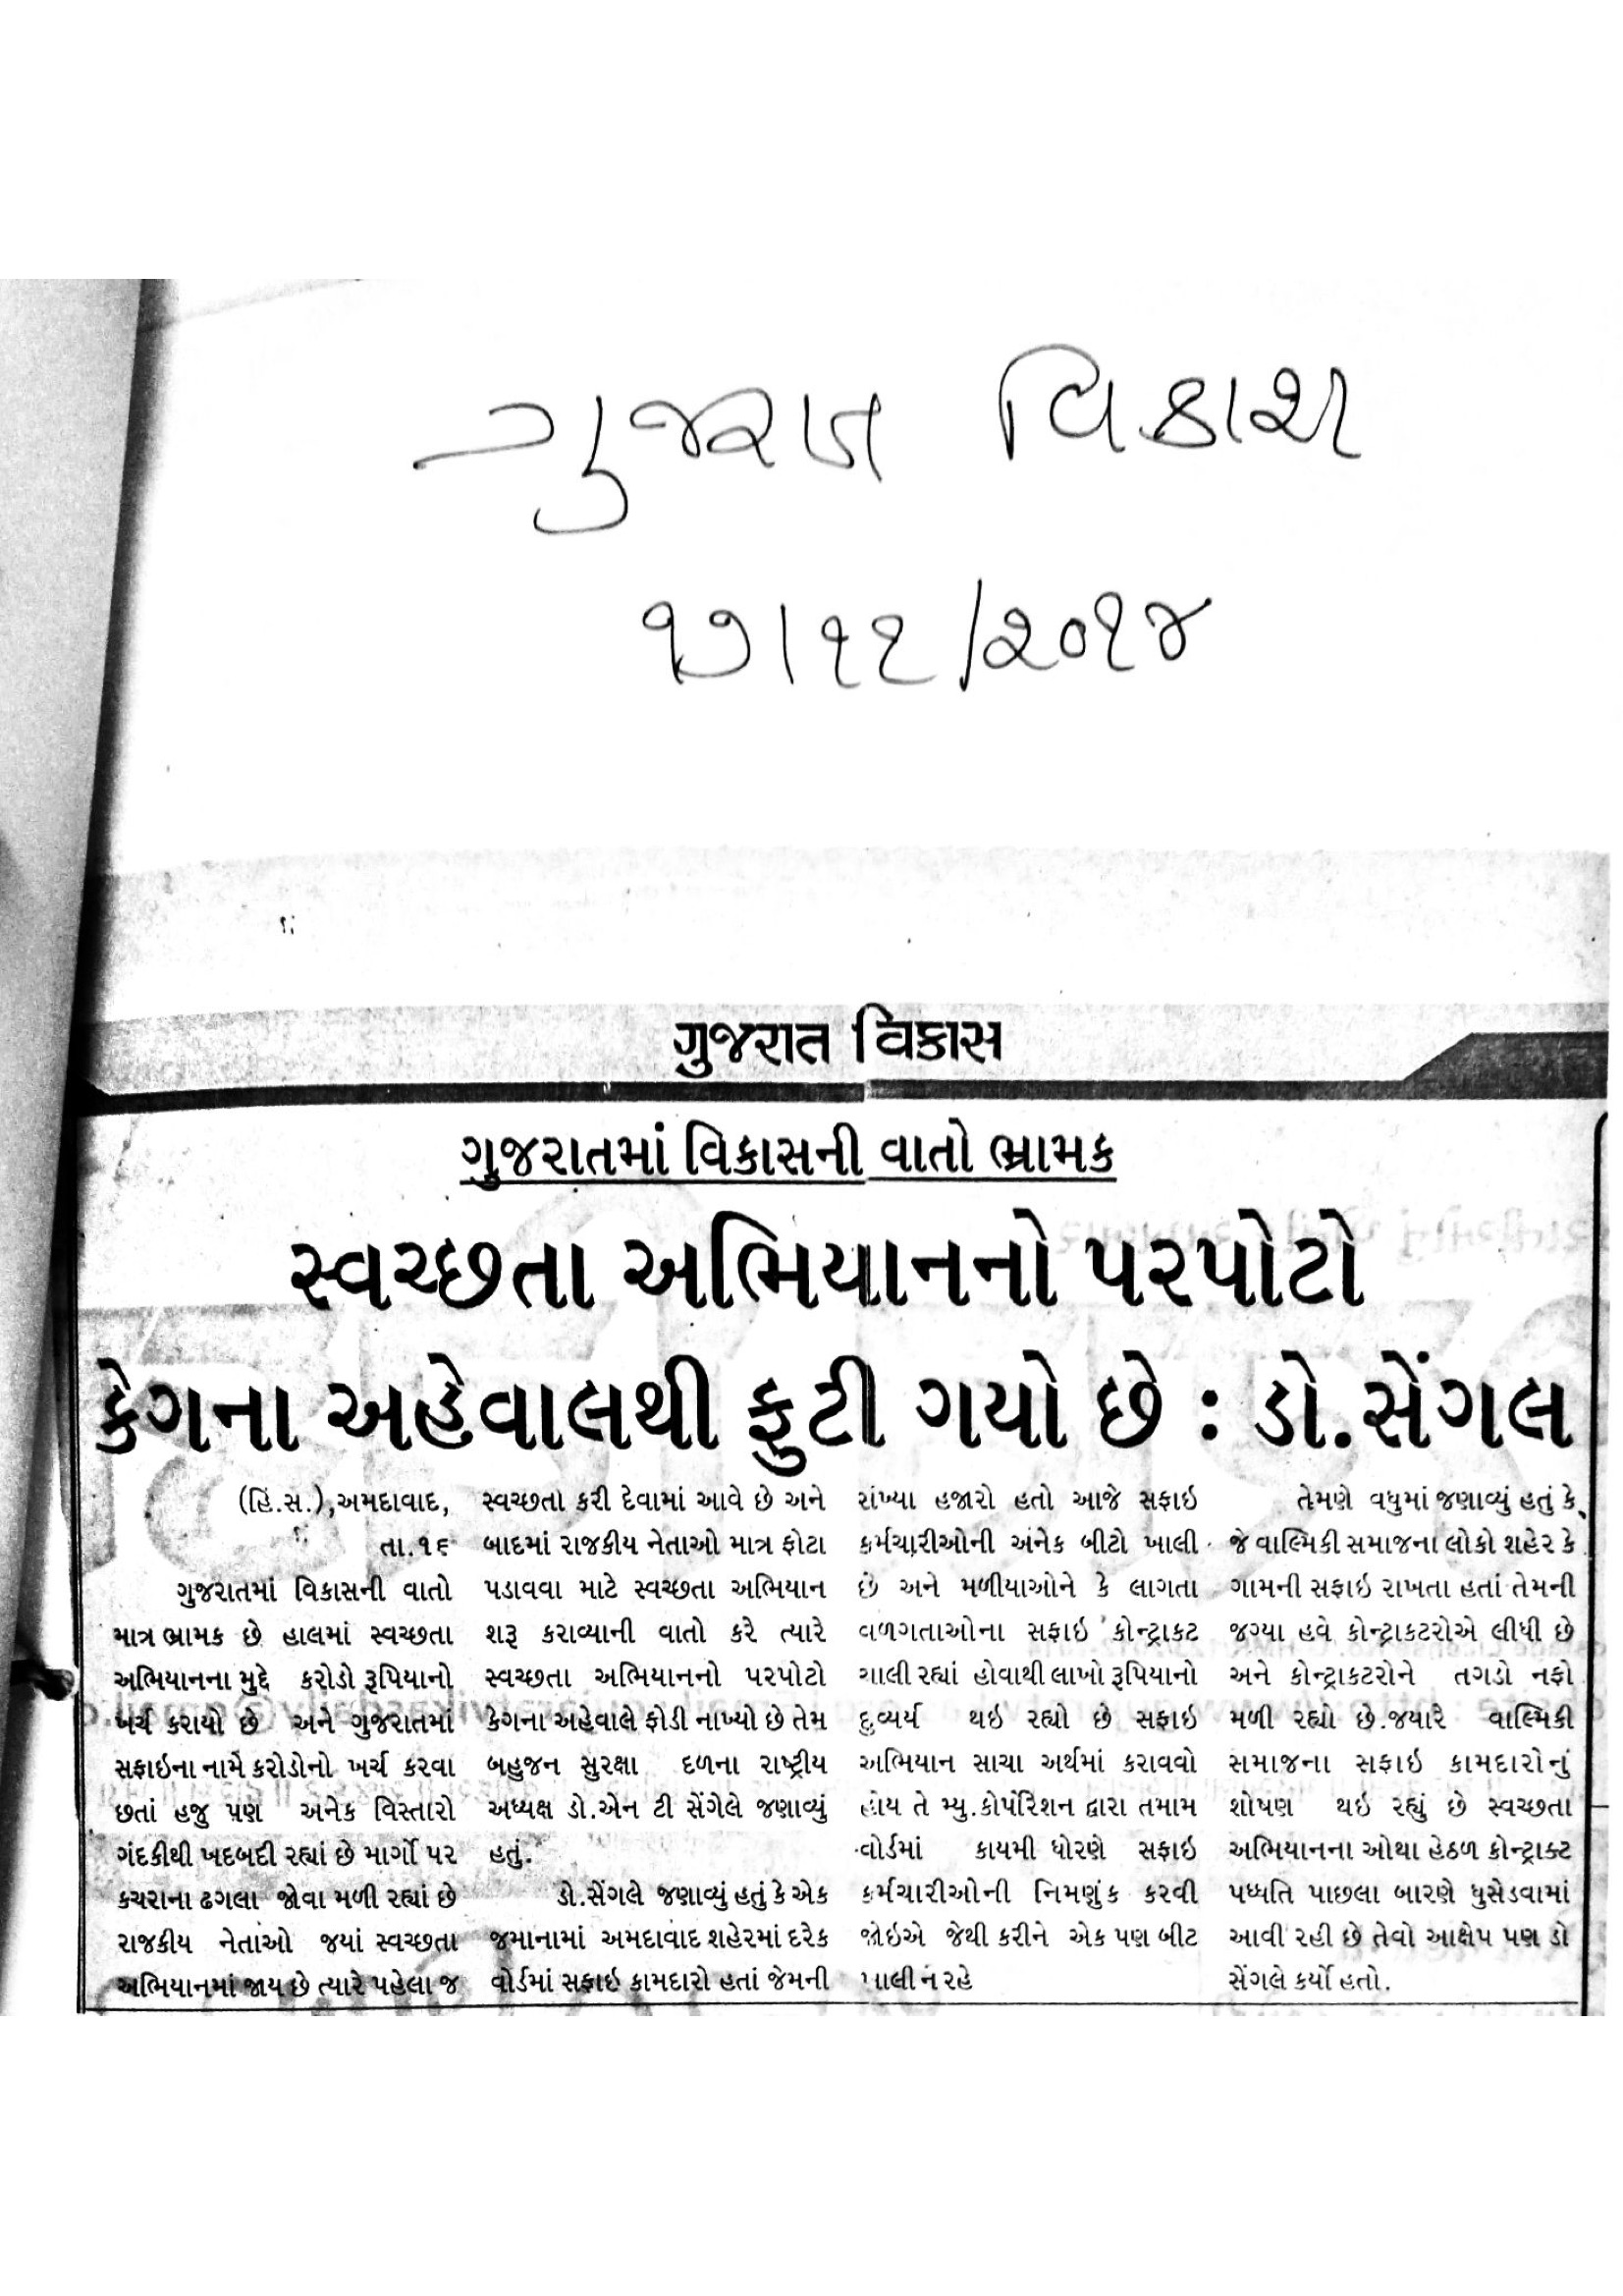 ગુજરાત વિકાશ
૧૭/૧૨/૨૦૧૪
ગુજરાત વિકાસ
ગુજરાતમાં વિકાસની વાતો ભ્રામક
સ્વચ્છતા અભિયાનનો પરપોટો
કેગના અહેવાલથી ફુટી ગયો છે : ડો.સેંગલ
(હિ.સ.),અમદાવાદ,
તા.૧૬
ગુજરાતમાં વિકાસની વાતો
માત્ર ભ્રામક છે હાલમાં સ્વચ્છતા
અભિયાનના મુદ્દે કરોડો રૂપિયાનો
ખર્ચ કરાયો છે અને ગુજરાતમાં
સફાઇના નામે કરોડોનો ખર્ચ કરવા
છતાં હજુ પણ અનેક વિસ્તારો
ગંદકીથી ખદબદી રહ્યાં છે માર્ગો પર
કચરાના ઢગલા જોવા મળી રહ્યાં છે
રાજકીય નેતાઓ જયાં સ્વચ્છતા
અભિયાનમાં જાય છે ત્યારે પહેલા જ
સ્વચ્છતા કરી દેવામાં આવે છે અને
બાદમાં રાજકીય નેતાઓ માત્ર ફોટા
પડાવવા માટે સ્વચ્છતા અભિયાન
શરૂ કરાવ્યાની વાતો કરે ત્યારે
સ્વચ્છતા અભિયાનનો પરપોટો
કેગના અહેવાલે ફોડી નાખ્યો છે તેમ
બહુજન સુરક્ષા દળના રાષ્ટ્રીય
અધ્યક્ષ ડો.એન ટી સેંગેલે જણાવ્યું
હતું.
ડો.સેંગલે જણાવ્યું હતું કે એક
જમાનામાં અમદાવાદ શહેરમાં દરેક
વોર્ડમાં સફાઇ કામદારો હતાં જેમની
સંખ્યા હજારો હતો આજે સફાઇ
કર્મચારીઓની અનેક બીટો ખાલી
છે અને મળીયાઓને કે લાગતા
વળગતાઓના સફાઇ કોન્ટ્રાકટ
ચાલી રહ્યાં હોવાથી લાખો રૂપિયાનો
દુવ્યર્ય થઇ રહ્યો છે સફાઇ
અભિયાન સાચા અર્થમાં કરાવવો
હોય તે મ્યુ.કોર્પોરેશન દ્વારા તમામ
વોર્ડમાં કાયમી ધોરણે સફાઇ
કર્મચારીઓની નિમણુંક કરવી
જોઇએ જેથી કરીને એક પણ બીટ
ખાલી ન રહે
તેમણે વધુમાં જણાવ્યું હતું કે,
જે વાલ્મિકી સમાજના લોકો શહેર કે
ગામની સફાઇ રાખતા હતાં તેમની
જગ્યા હવે કોન્ટ્રાકટરોએ લીધી છે
અને કોન્ટ્રાકટરોને તગડો નફો
મળી રહ્યો છે.જયારે વાલ્મિકી
સમાજના સફાઇ કામદારોનું
શોષણ થઇ રહ્યું છે સ્વચ્છતા
અભિયાનના ઓથા હેઠળ કોન્ટ્રાક્ટ
પધ્ધતિ પાછલા બારણે ઘુસેડવામાં
આવી રહી છે તેવો આક્ષેપ પણ ડો
સેંગલે કર્યો હતો.